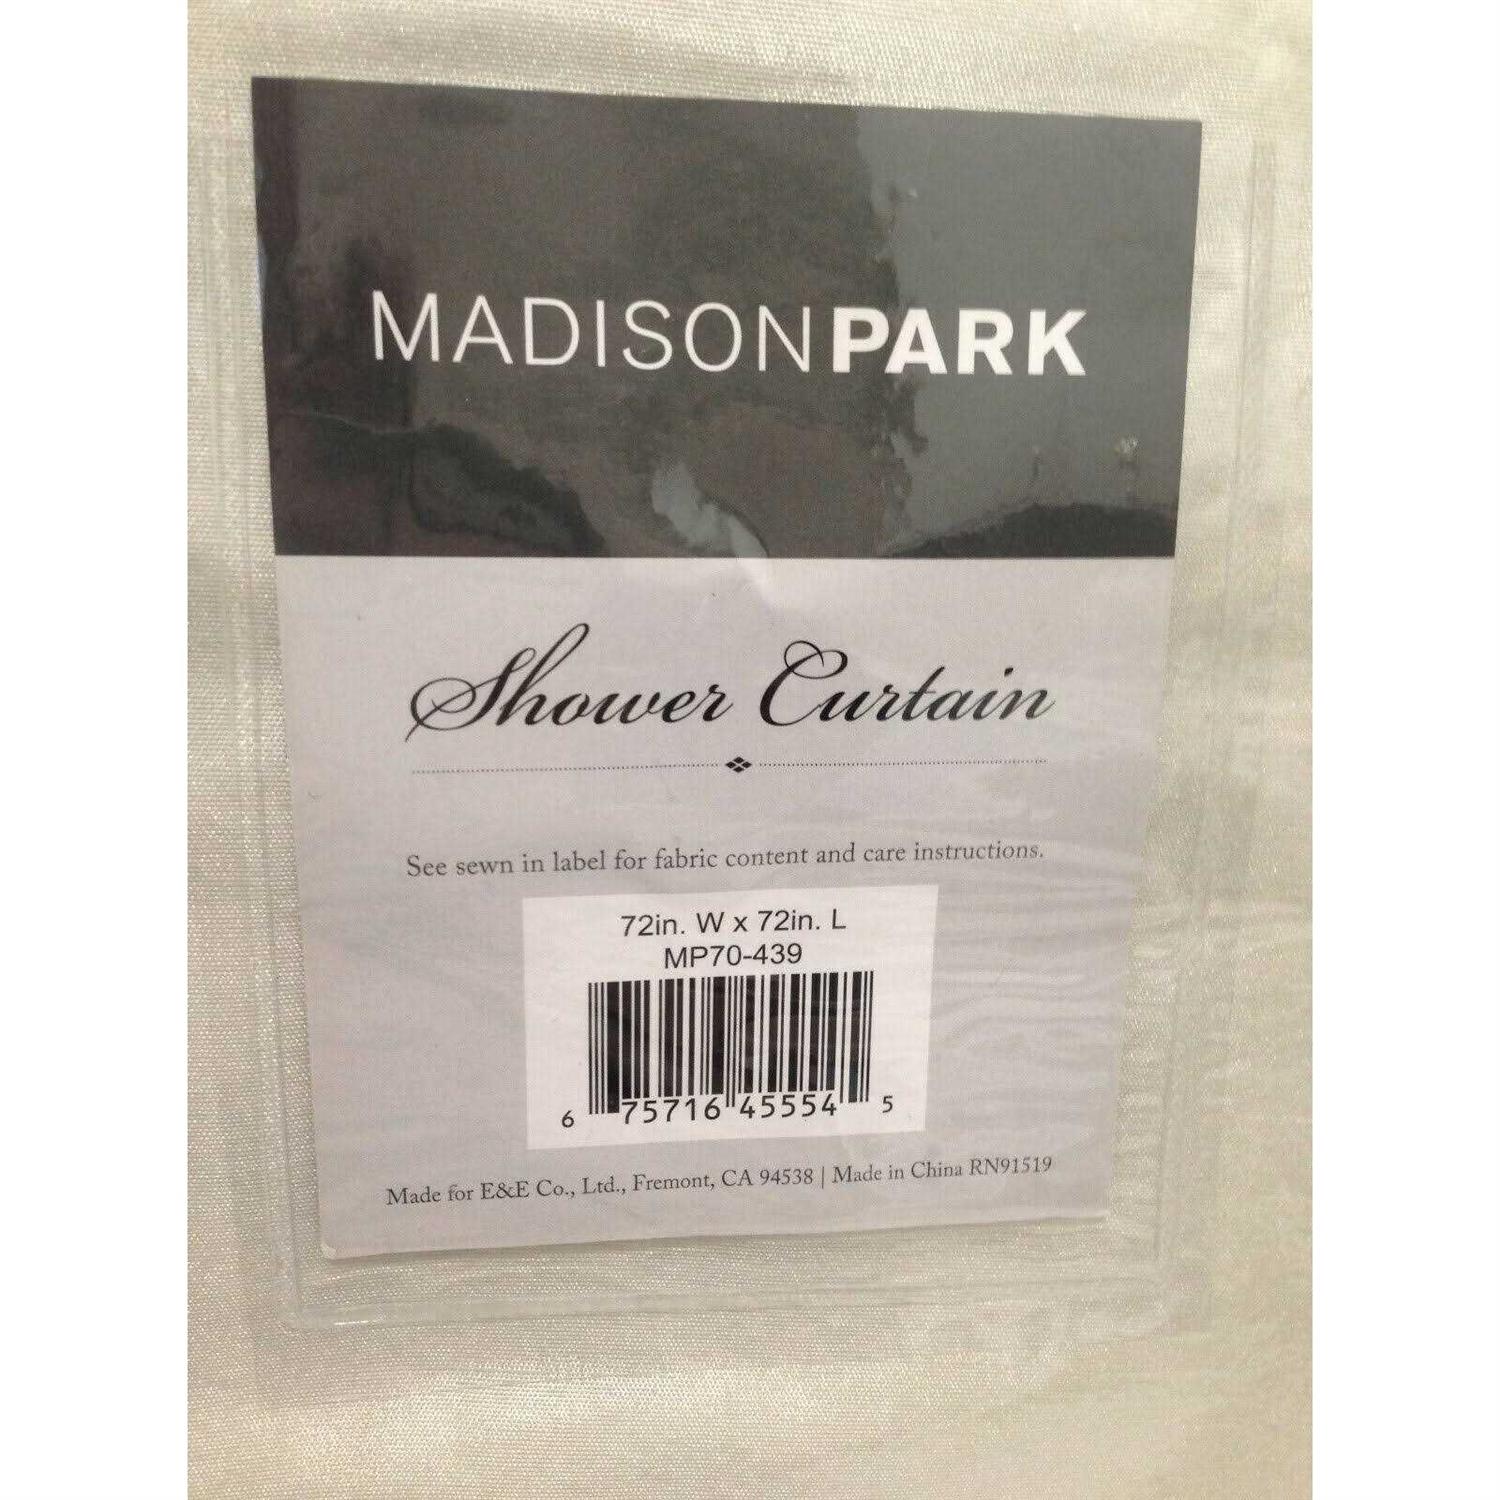 MADISONPARK
Shower Curtain
See sewn in label for fabric content and care instructions.
72in. W x 72in. L
MP70-439
6 75716 45554 5
Made for E&E Co., Ltd., Fremont, CA 94538 | Made in China RN91519